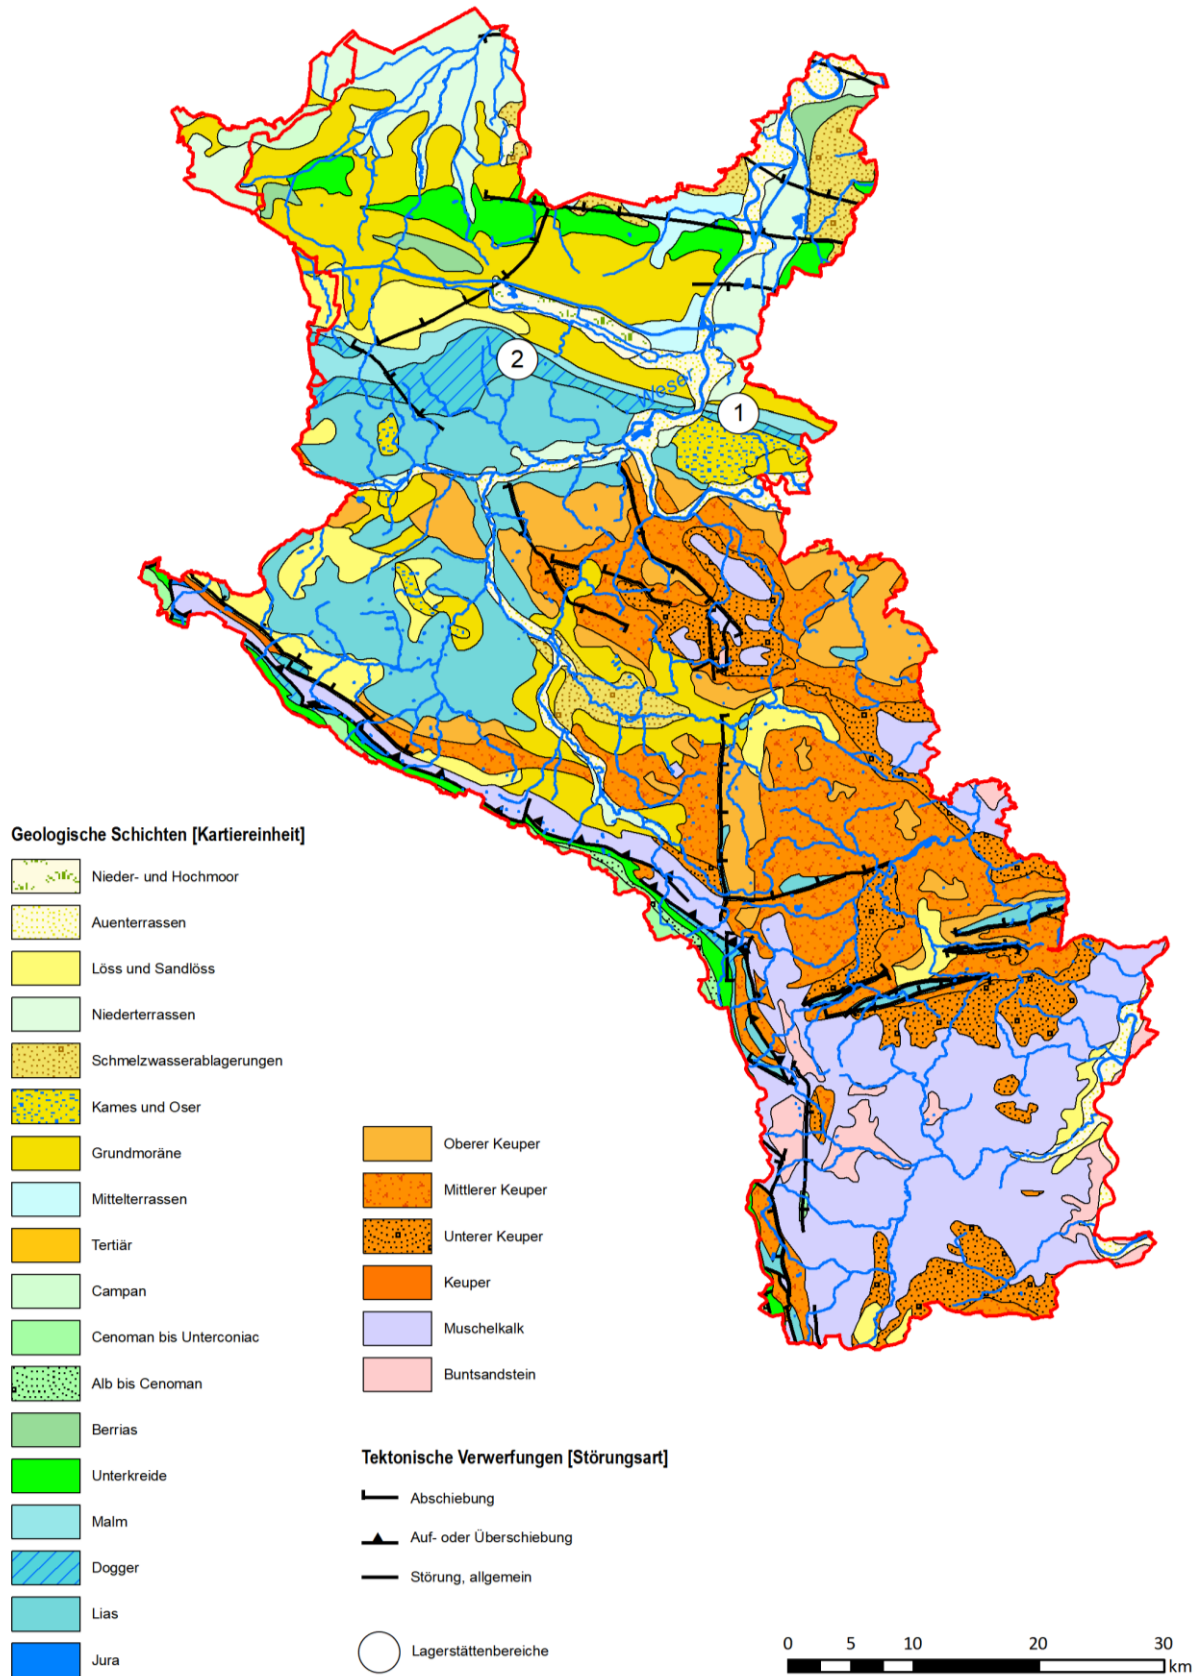 2
Weser
1
Geologische Schichten [Kartiereinheit]
Nieder- und Hochmoor
Auenterrassen
Löss und Sandlöss
Niederterrassen
Schmelzwasserablagerungen
Kames und Oser
Grundmoräne
Mittelterrassen
Tertiär
Campan
Cenoman bis Unterconiac
Alb bis Cenoman
Berrias
Unterkreide
Malm
Dogger
Lias
Jura
Oberer Keuper
Mittlerer Keuper
Unterer Keuper
Keuper
Muschelkalk
Buntsandstein
Tektonische Verwerfungen [Störungsart]
Abschiebung
Auf- oder Überschiebung
Störung, allgemein
Lagerstättenbereiche
0 5 10 20 30
km